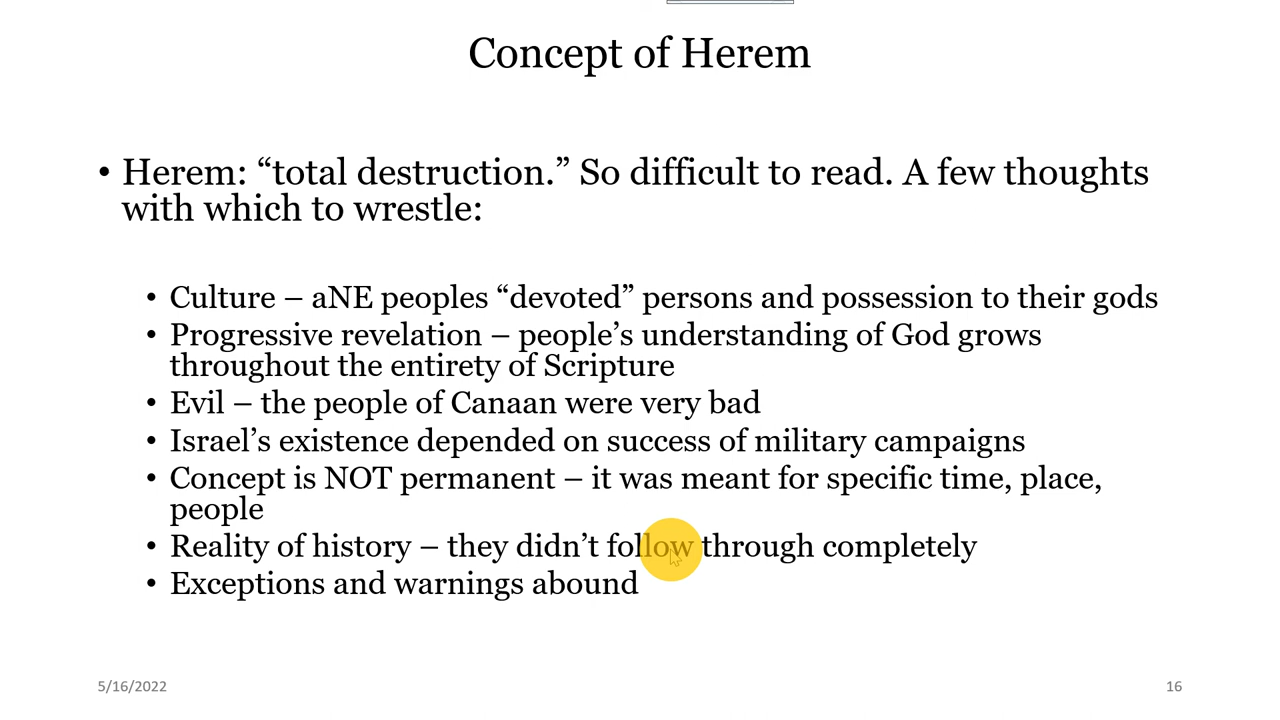 Concept of Herem
• Herem: “total destruction.” So difficult to read. A few thoughts
with which to wrestle:
• Culture – aNE peoples “devoted” persons and possession to their gods
• Progressive revelation – people’s understanding of God grows
throughout the entirety of Scripture
• Evil – the people of Canaan were very bad
• Israel’s existence depended on success of military campaigns
• Concept is NOT permanent – it was meant for specific time, place,
people
• Reality of history – they didn’t follow through completely
• Exceptions and warnings abound
5/16/2022
16